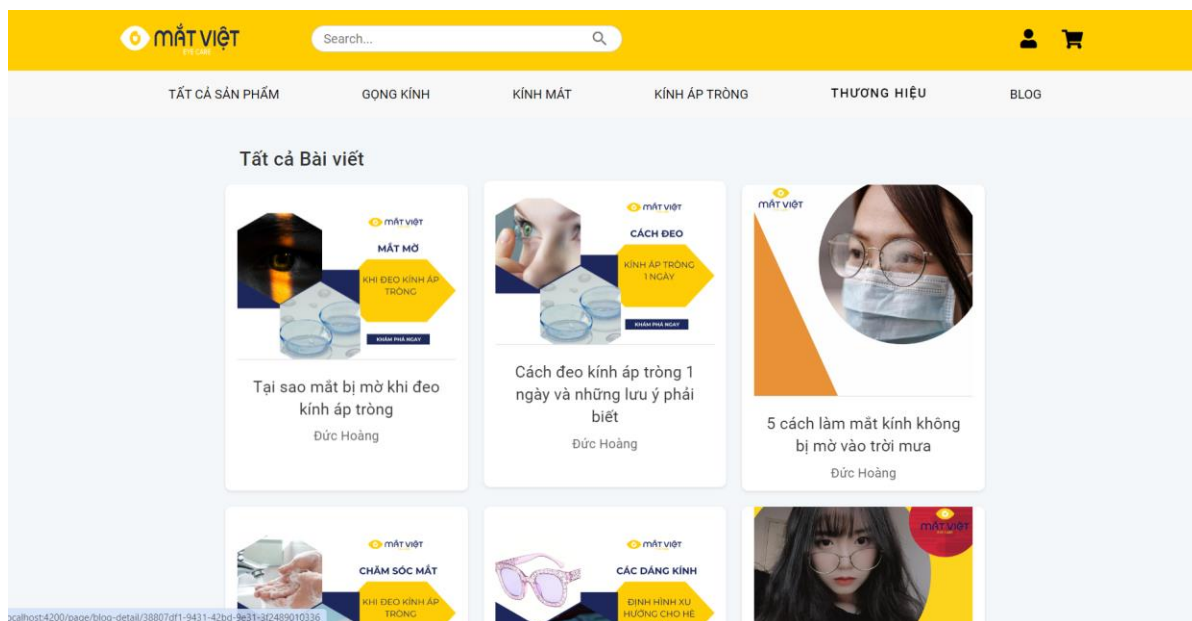 MẮT VIỆT
EYE CARE
Search...
TẤT CẢ SẢN PHẨM GỌNG KÍNH KÍNH MÁT KÍNH ÁP TRÒNG THƯƠNG HIỆU BLOG
Tất cả Bài viết
MẮT VIỆT
MẮT MỜ
KHI ĐEO KÍNH ÁP
TRÒNG
KHÁM PHÁ NGAY
Tại sao mắt bị mờ khi đeo
kính áp tròng
Đức Hoàng
MẮT VIỆT
CÁCH ĐEO
KÍNH ÁP TRÒNG
1 NGÀY
KHÁM PHÁ NGAY
Cách đeo kính áp tròng 1
ngày và những lưu ý phải
biết
Đức Hoàng
MẮT VIỆT
5 cách làm mắt kính không
bị mờ vào trời mưa
Đức Hoàng
MẮT VIỆT
CHĂM SÓC MẮT
KHI ĐEO KÍNH ÁP
TRÒNG
MẮT VIỆT
CÁC DÁNG KÍNH
ĐỊNH HÌNH XU
HƯỚNG CHO HÈ
MẮT VIỆT
EYE CARE
ocalhost:4200/page/blog-detail/38807df1-9431-42bd-9e31-3f2489010336